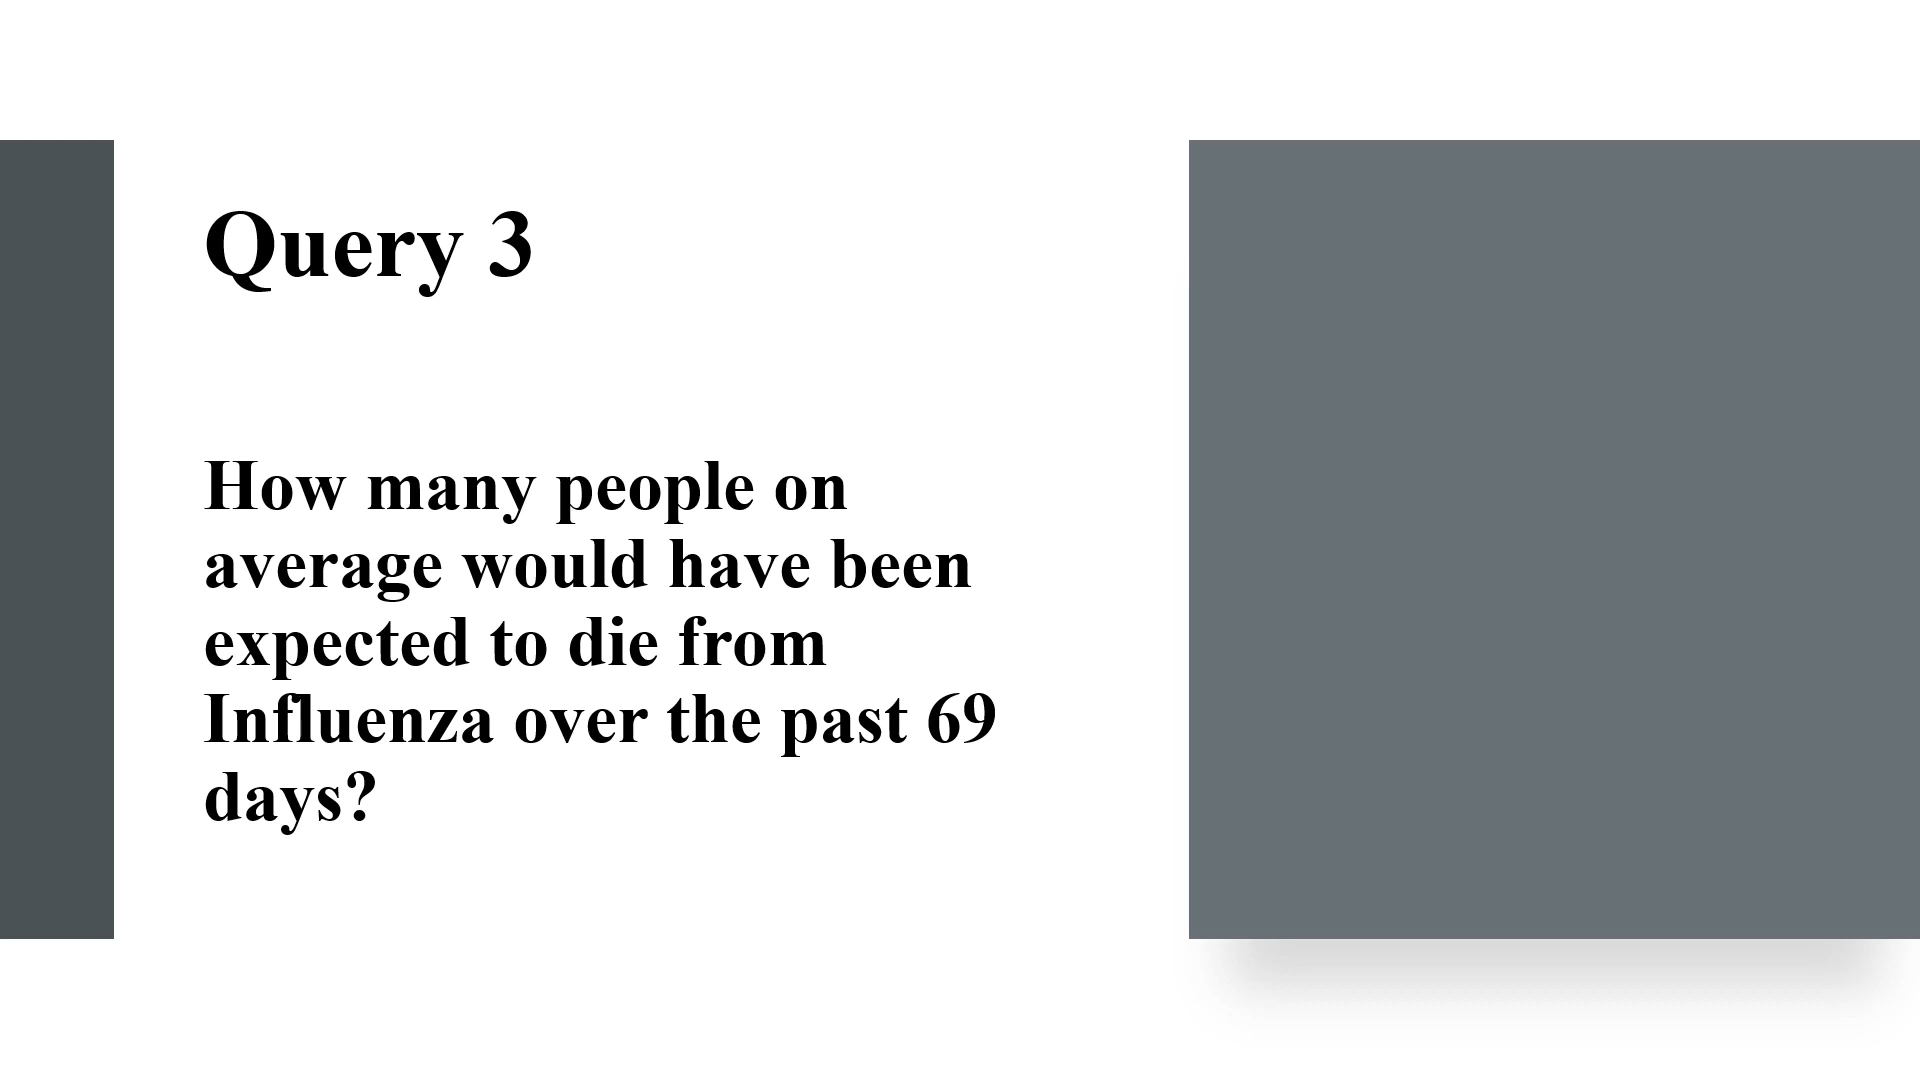 Query 3
How many people on
average would have been
expected to die from
Influenza over the past 69
days?